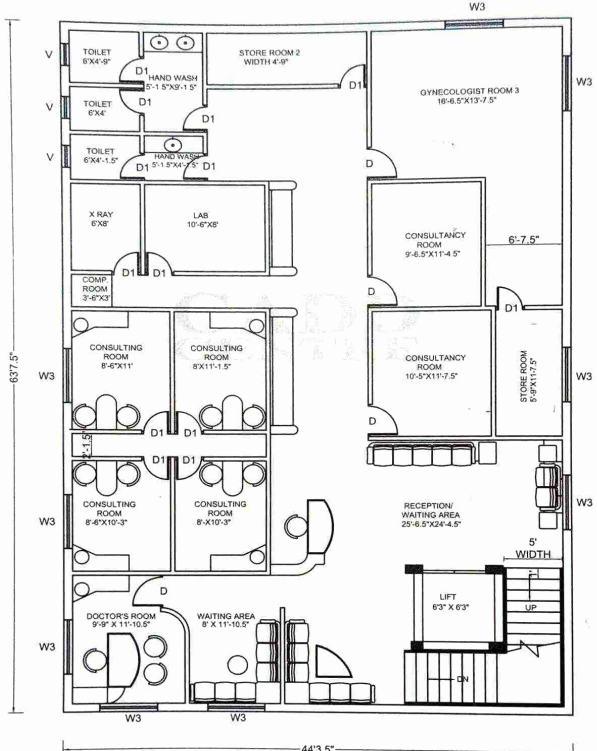 W3
V
TOILET
6'X4'-9"
D1
HAND WASH
5'-1.5"X9'-1.5"
STORE ROOM 2
WIDTH 4'-9"
D1
GYNECOLOGIST ROOM 3
16'-6.5"X13'-7.5"
W3
V
TOILET
6'X4'
D1
D1
V
TOILET
6'X4'-1.5"
D1
HAND WASH
D1
D
X RAY
6'X8'
LAB
10'-6"X8'
CONSULTANCY
ROOM
9'-6.5"X11'-4.5"
6'-7.5"
D1
D1
COMP.
ROOM
3'-6"X3'
D
D1
CADD
CENTRE
W3
CONSULTING
ROOM
8'-6"X11'
CONSULTING
ROOM
8'X11'-1.5"
CONSULTANCY
ROOM
10'-5"X11'-7.5"
STORE ROOM
5'-9"X11'-7.5"
W3
63'7.5"
D1
D1
D
2'-1.5"
D1
D1
W3
CONSULTING
ROOM
8'-6"X10'-3"
CONSULTING
ROOM
8'-X10'-3"
RECEPTION/
WAITING AREA
25'-6.5"X24'-4.5"
W3
5'
WIDTH
D
UP
LIFT
6'3" X 6'3"
W3
DOCTOR'S ROOM
9'-9" X 11'-10.5"
WAITING AREA
8' X 11'-10.5"
DN
W3
W3
44'3.5"